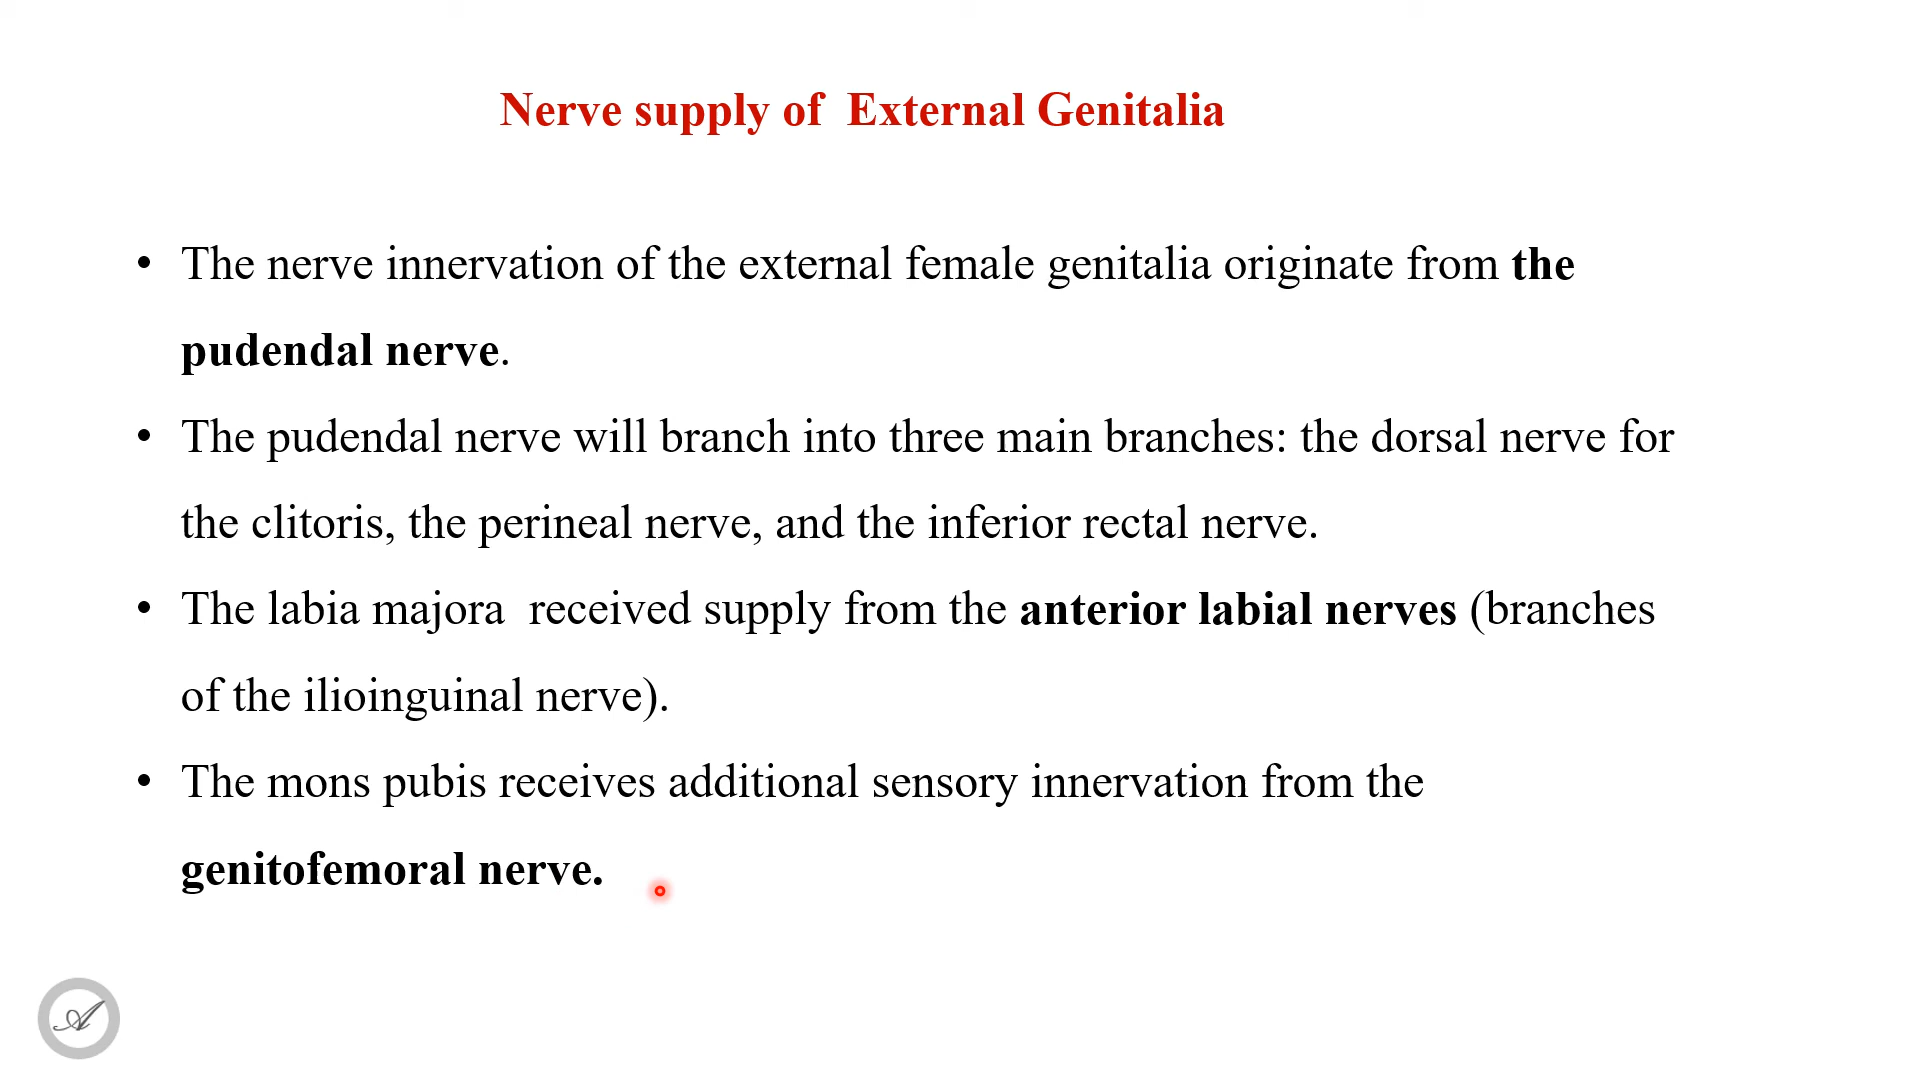 Nerve supply of  External Genitalia
• The nerve innervation of the external female genitalia originate from the
pudendal nerve.
• The pudendal nerve will branch into three main branches: the dorsal nerve for
the clitoris, the perineal nerve, and the inferior rectal nerve.
• The labia majora  received supply from the anterior labial nerves (branches
of the ilioinguinal nerve).
• The mons pubis receives additional sensory innervation from the
genitofemoral nerve.
A